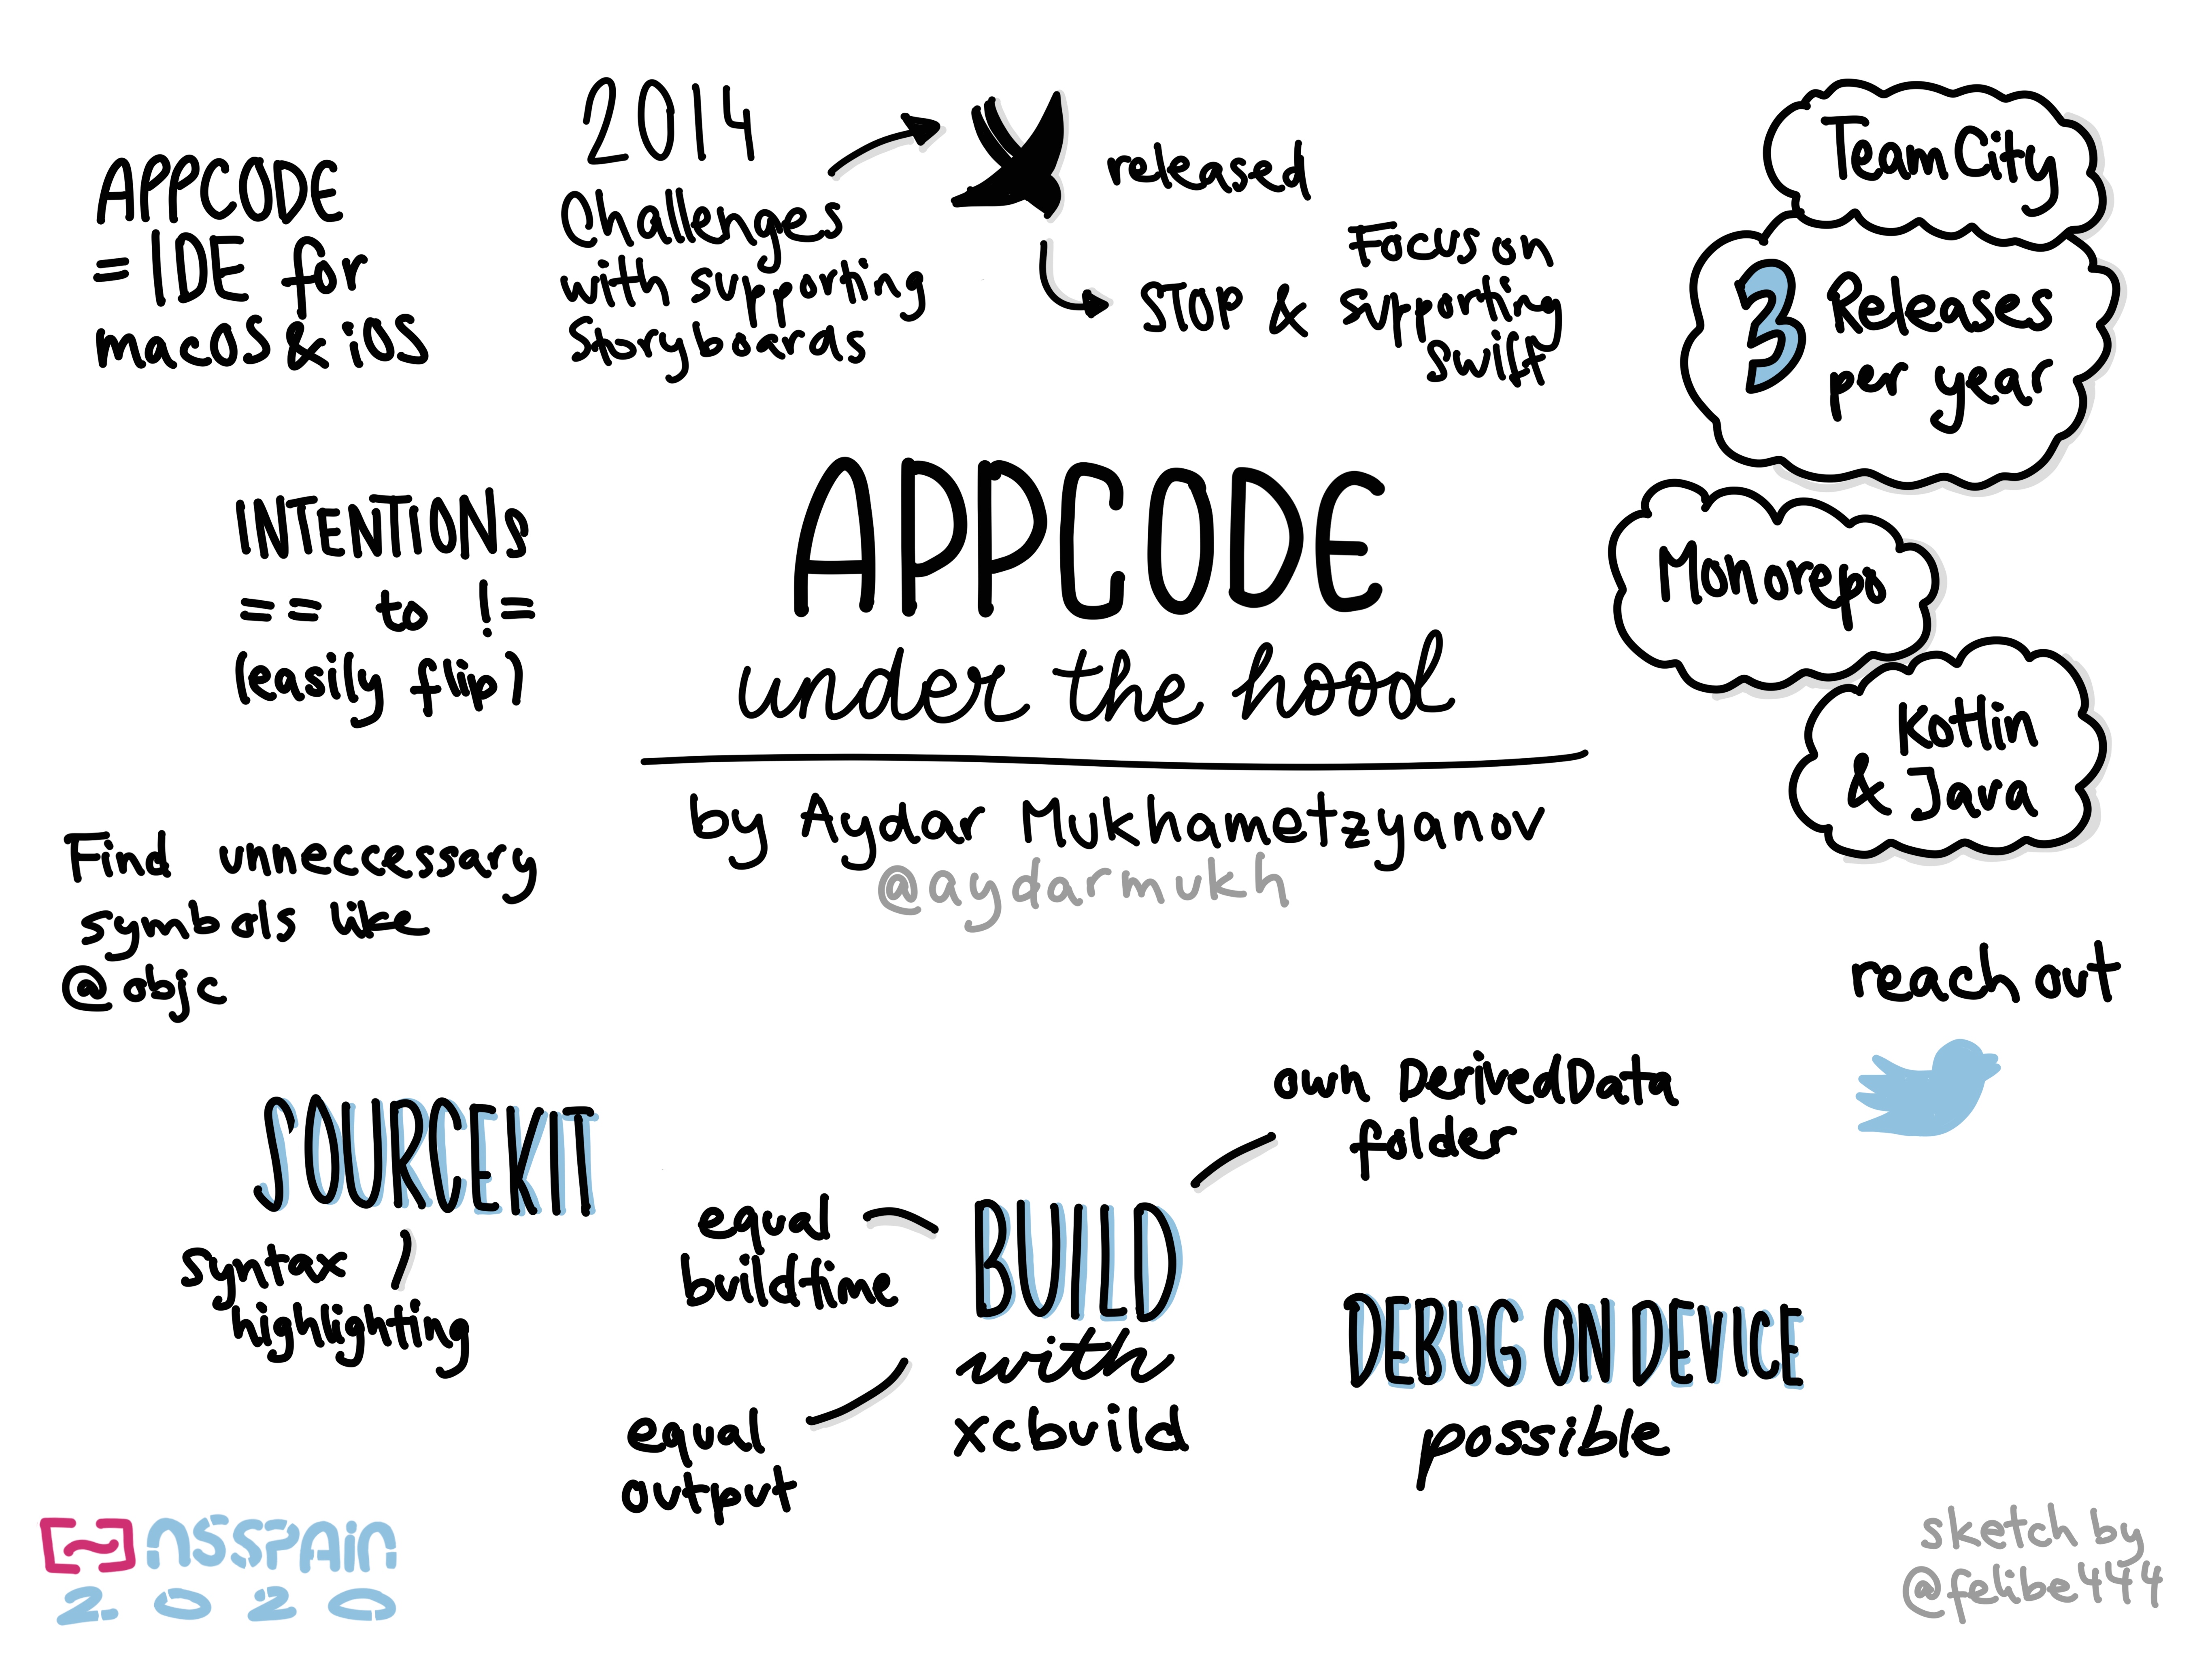 APPCODE
= IDE for
macOS & iOS
2014
Challenges
with supporting
Storyboards
released
STOP &
Focus on
supporting
Swift
TeamCity
3 Releases
per year
Monorepo
Kotlin
& Java
INTENTIONS
== to !=
(easily flip)
APPCODE
under the hood
by Aydar Mukhametzyanov
@aydarmukh
Find unneccessary
symbols like
@objc
reach out
SOURCEKIT
syntax
highlighting
equal
buildtime
equal
output
BUILD
with
xcbuild
own DerivedData
folder
DEBUG ON DEVICE
possible
[~] NSSPAIN
2020
sketch by
@felibe444